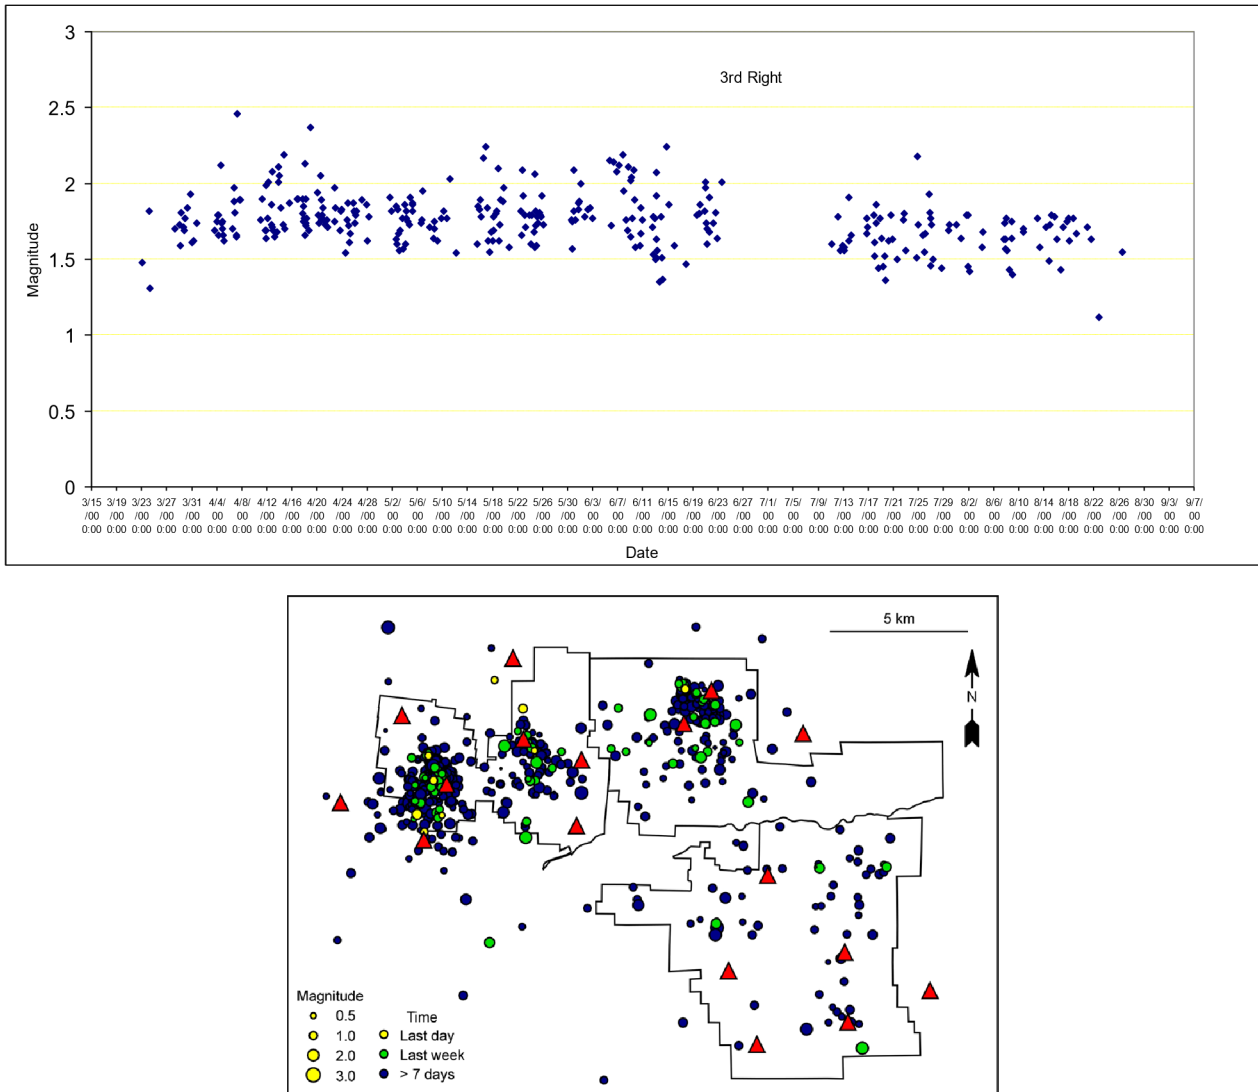 3
3rd Right
2.5
2
Magnitude
1.5
1
0.5
0
3/15 3/19 3/23 3/27 3/31 4/4/ 4/8 4/12 4/16 4/20 4/24 4/28 5/2/ 5/6/ 5/10 5/14 5/18 5/22 5/26 5/30 6/3/ 6/7/ 6/11 6/15 6/19 6/23 6/27 7/1/ 7/5/ 7/9/ 7/13 7/17 7/21 7/25 7/29 8/2/ 8/6/ 8/10 8/14 8/18 8/22 8/26 8/30 9/3/ 9/7/
/00 /00 /00 /00 /00 00 /00 /00 /00 /00 /00 /00 00 00 /00 /00 /00 /00 /00 /00 00 00 /00 /00 /00 /00 /00 00 00 00 /00 /00 /00 /00 /00 00 00 /00 /00 /00 /00 /00 /00 00 00
0:00 0:00 0:00 0:00 0:00 0:00 0:00 0:00 0:00 0:00 0:00 0:00 0:00 0:00 0:00 0:00 0:00 0:00 0:00 0:00 0:00 0:00 0:00 0:00 0:00 0:00 0:00 0:00 0:00 0:00 0:00 0:00 0:00 0:00 0:00 0:00 0:00 0:00 0:00 0:00 0:00 0:00 0:00 0:00 0:00
Date
5 km
N
Magnitude
0.5
1.0
2.0
3.0
Time
Last day
Last week
> 7 days